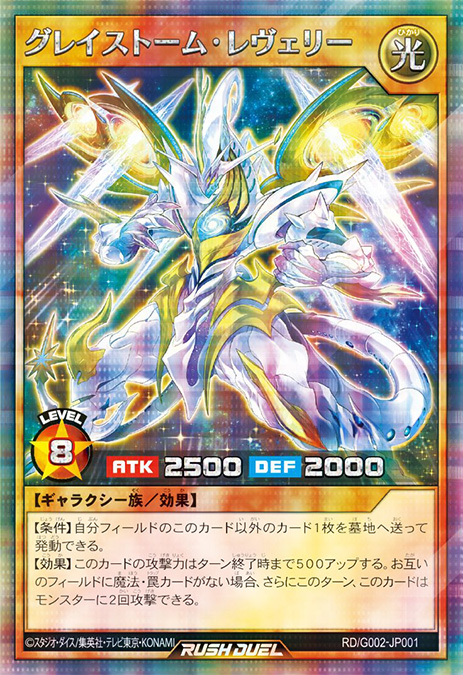 グレイストーム・レヴェリー
ひかり
光
LEVEL
8
ATK 2500 DEF 2000
【ギャラクシー族／効果】
【条件】自分フィールドのこのカード以外のカード1枚を墓地へ送って
発動できる。
【効果】このカードの攻撃力はターン終了時まで500アップする。お互い
のフィールドに魔法・罠カードがない場合、さらにこのターン、このカードは
モンスターに2回攻撃できる。
©スタジオ・ダイス/集英社・テレビ東京・KONAMI
RUSH DUEL
RD/G002-JP001